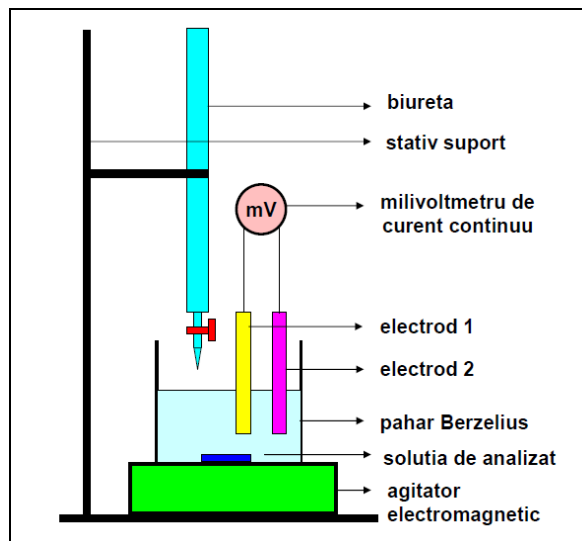 biureta
stativ suport
mV
milivoltmetru de
curent continuu
electrod 1
electrod 2
pahar Berzelius
solutia de analizat
agitator
electromagnetic